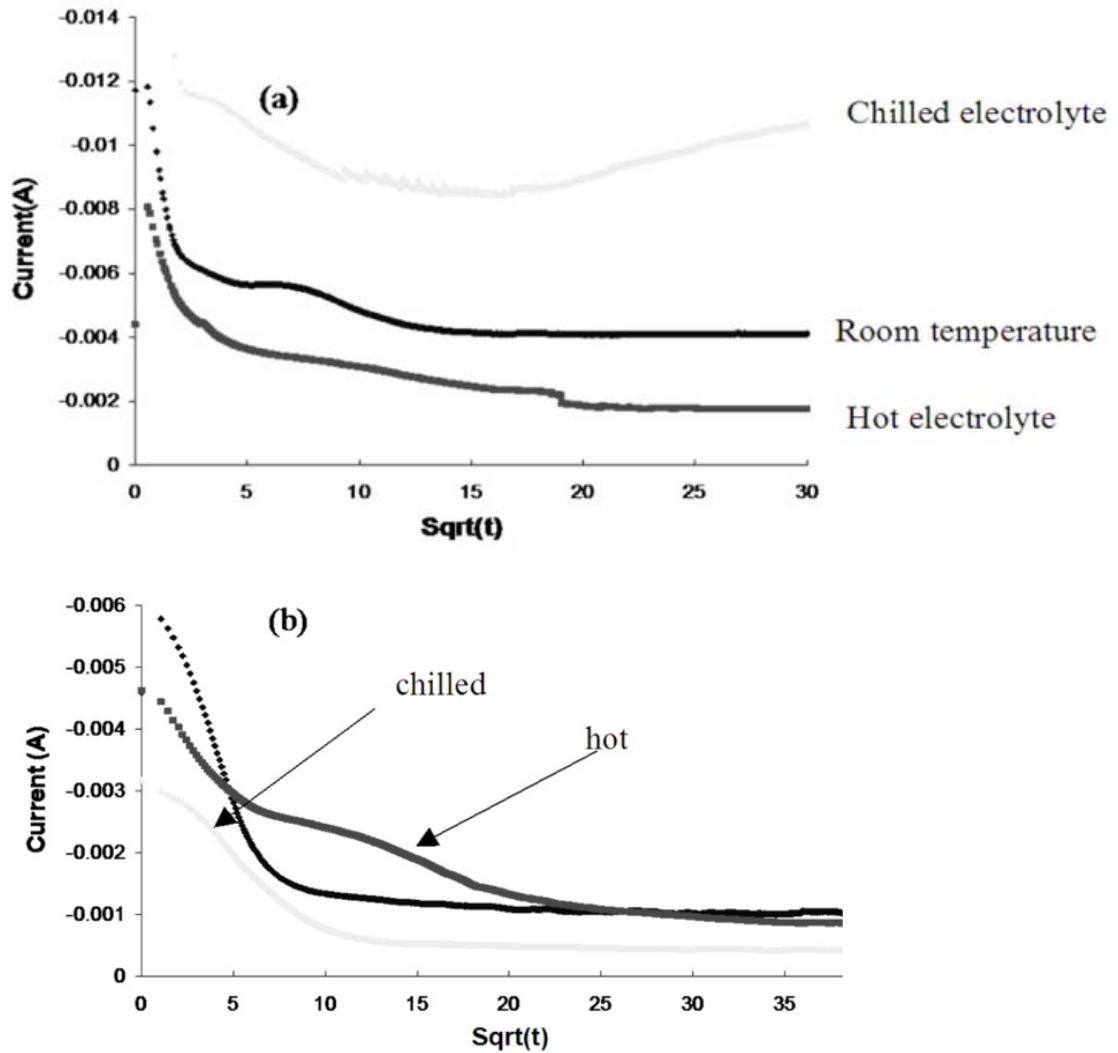 -0.014
(a)
-0.012
Chilled electrolyte
-0.01
-0.008
Current(A)
-0.006
-0.004
Room temperature
-0.002
Hot electrolyte
0
0 5 10 15 20 25 30
Sqrt(t)
-0.006
(b)
-0.005
chilled
-0.004
hot
-0.003
Current (A)
-0.002
-0.001
0
0 5 10 15 20 25 30 35
Sqrt(t)